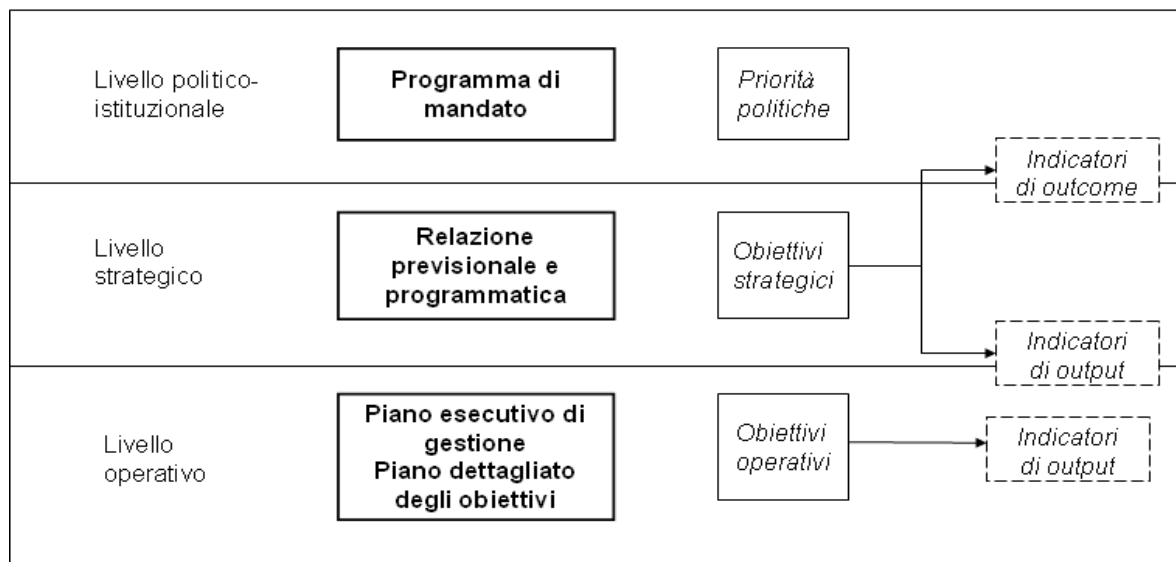 Livello politico-
istituzionale
Programma di
mandato
Priorità
politiche
Indicatori
di outcome
Livello
strategico
Relazione
previsionale e
programmatica
Obiettivi
strategici
Indicatori
di output
Livello
operativo
Piano esecutivo di
gestione
Piano dettagliato
degli obiettivi
Obiettivi
operativi
Indicatori
di output